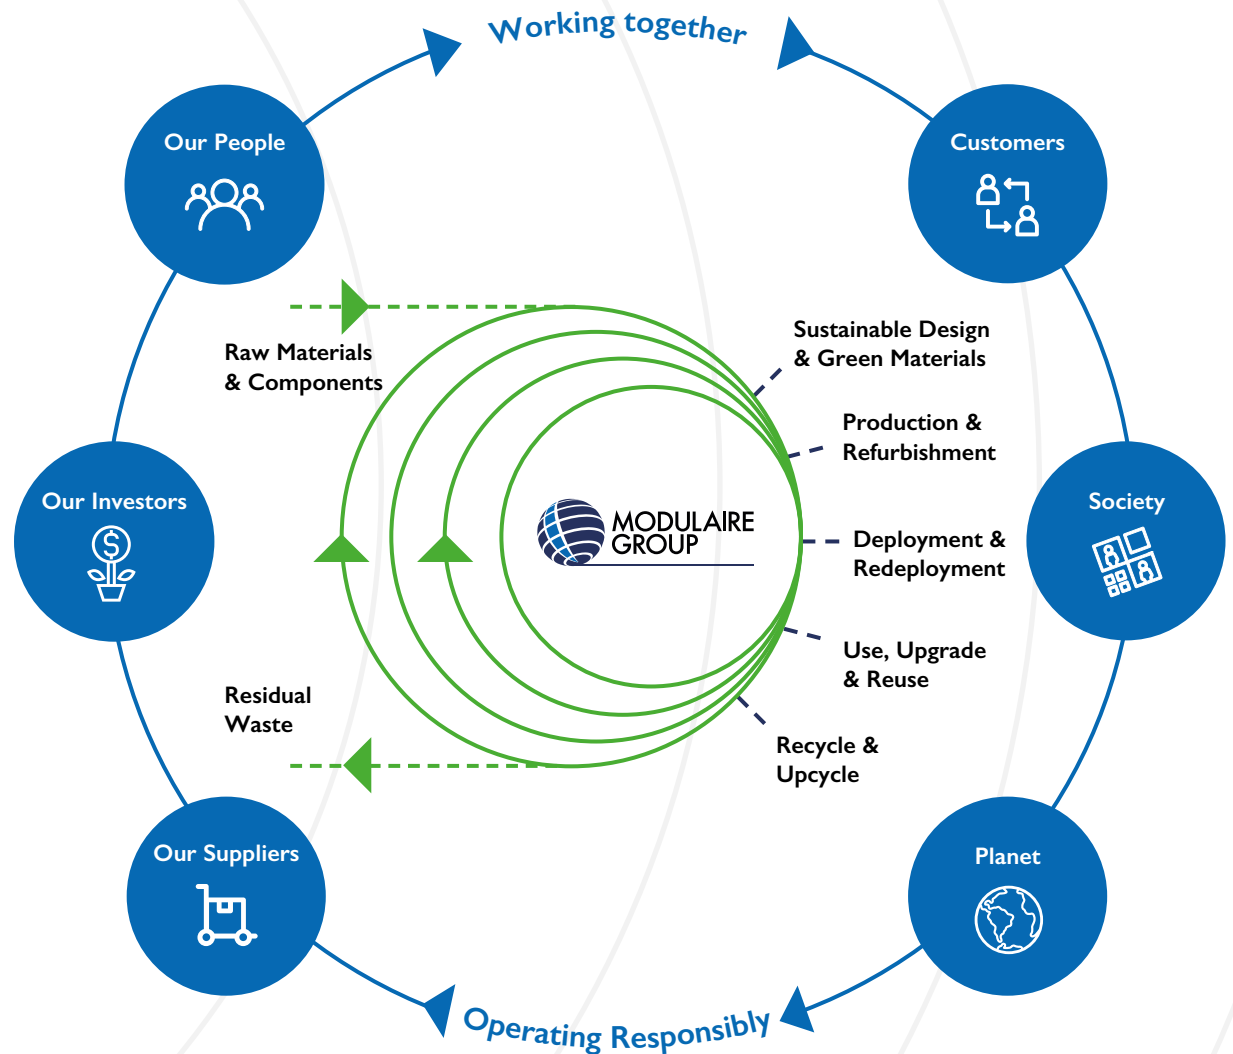 Working together
Our People
Customers
Raw Materials
& Components
Sustainable Design
& Green Materials
Production &
Refurbishment
Our Investors
$
MODULAIRE
GROUP
Society
Deployment &
Redeployment
Use, Upgrade
& Reuse
Residual
Waste
Recycle &
Upcycle
Our Suppliers
Planet
Operating Responsibly